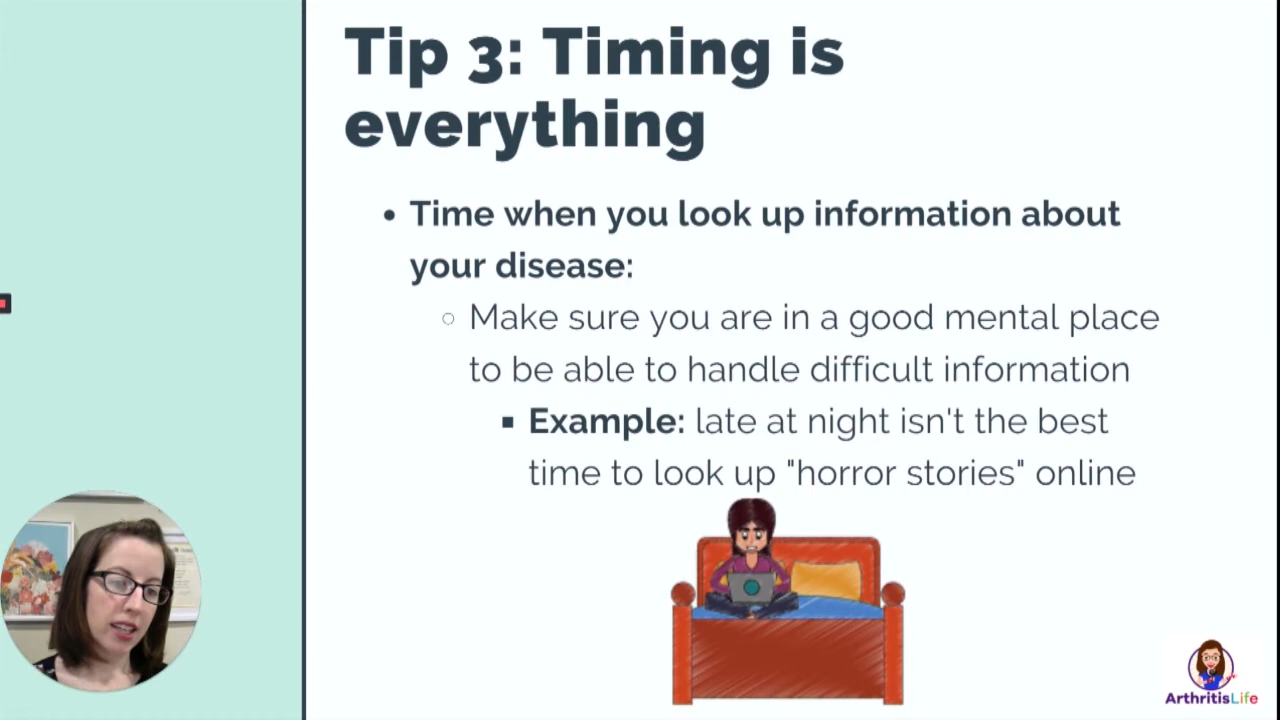 Tip 3: Timing is
everything
Time when you look up information about
your disease:
Make sure you are in a good mental place
to be able to handle difficult information
Example: late at night isn't the best
time to look up "horror stories" online
ArthritisLife